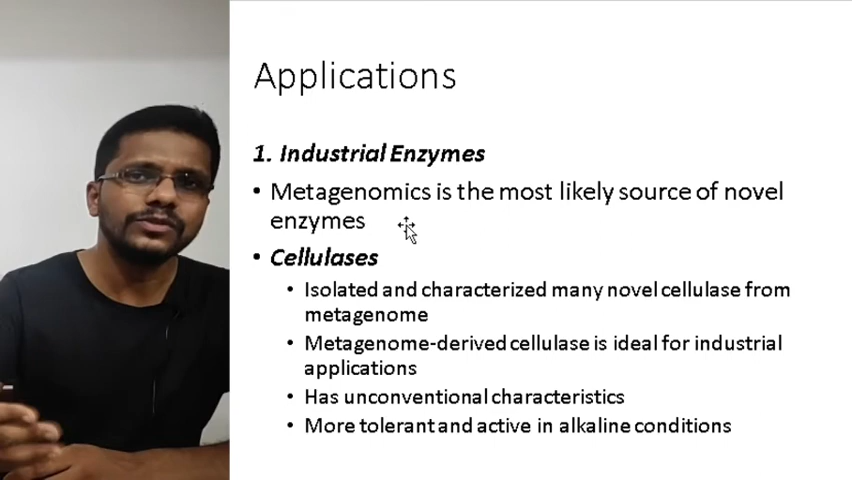 Applications
1. Industrial Enzymes
• Metagenomics is the most likely source of novel
enzymes
• Cellulases
• Isolated and characterized many novel cellulase from
metagenome
• Metagenome-derived cellulase is ideal for industrial
applications
• Has unconventional characteristics
• More tolerant and active in alkaline conditions